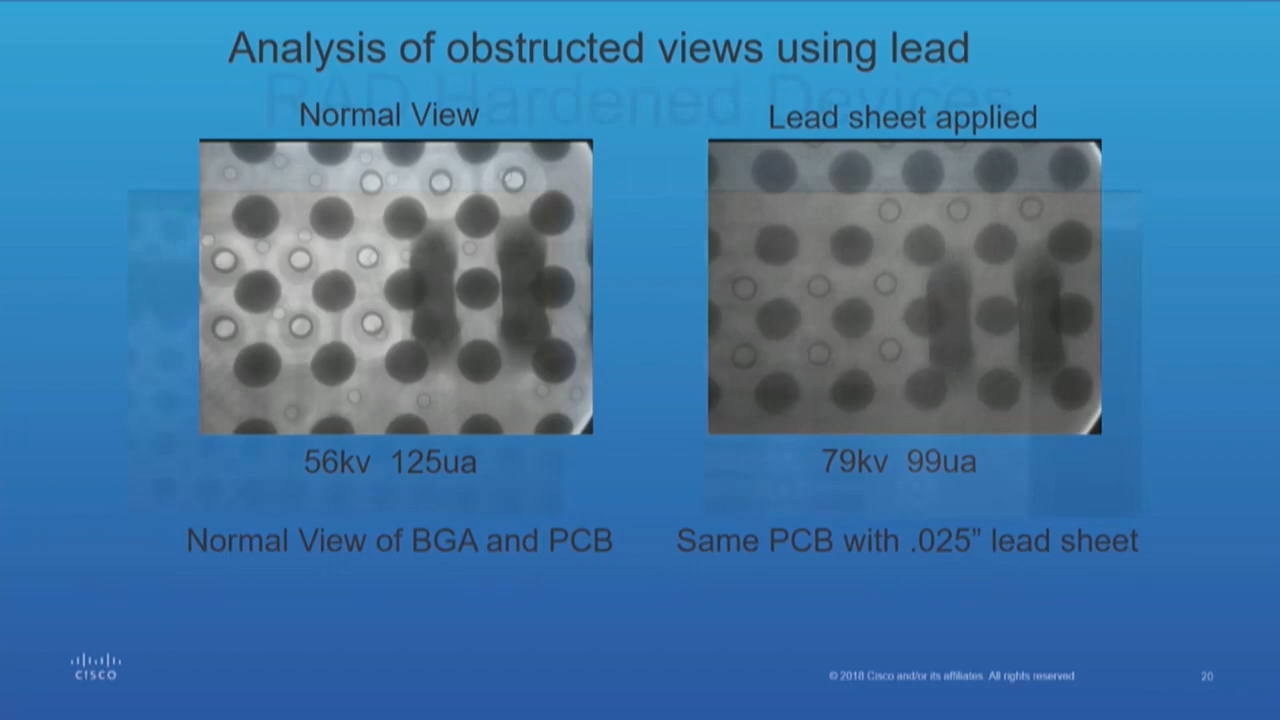 Analysis of obstructed views using lead
RAD Hardened Devices
Normal View
Lead sheet applied
56kv 125ua
79kv 99ua
Normal View of BGA and PCB
Same PCB with .025” lead sheet
CISCO
© 2018 Cisco and/or its affiliates. All rights reserved
20